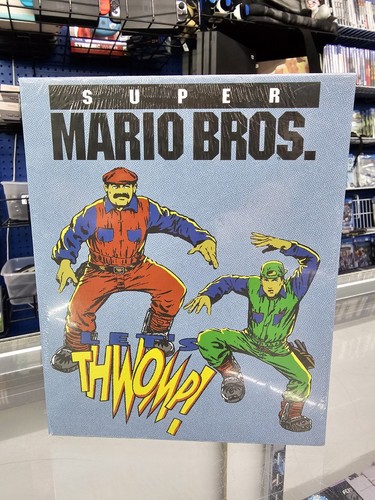 SUPER
MARIO BROS.
LET'S
THWOMP!